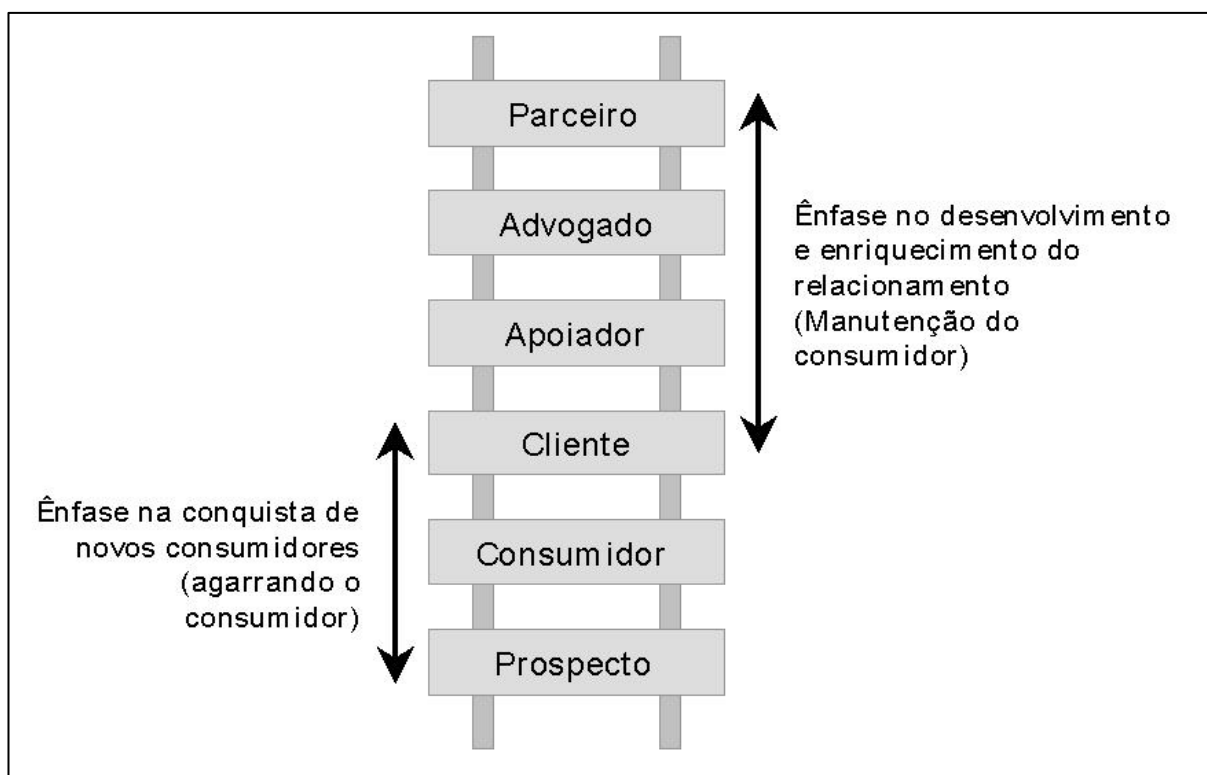 Parceiro
Advogado
Apoiador
Cliente
Consumidor
Prospecto
Ênfase no desenvolvimento
e enriquecimento do
relacionamento
(Manutenção do
consumidor)
Ênfase na conquista de
novos consumidores
(agarrando o
consumidor)